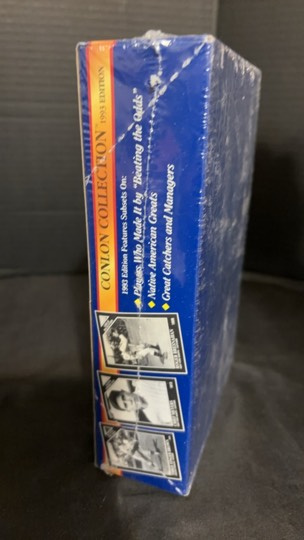 CONLON COLLECTION™ 1993 EDITION
1993 Edition Features Subsets On:
Players Who Made It by "Beating the Odds"
Native American Greats
Great Catchers and Managers